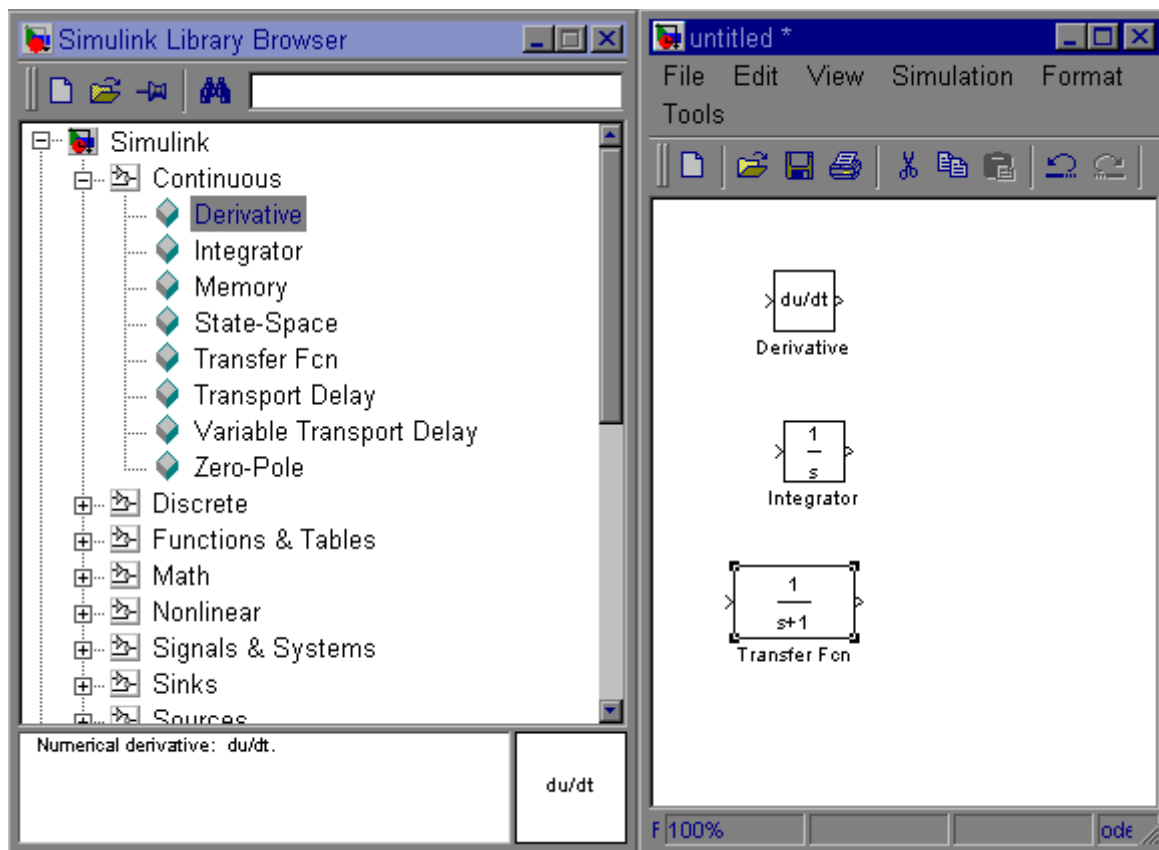 Simulink Library Browser
Simulink
Continuous
Derivative
Integrator
Memory
State-Space
Transfer Fcn
Transport Delay
Variable Transport Delay
Zero-Pole
Discrete
Functions & Tables
Math
Nonlinear
Signals & Systems
Sinks
Sources
Numerical derivative: du/dt.
du/dt
untitled *
File Edit View Simulation Format
Tools
du/dt
Derivative
1
s
Integrator
1
s+1
Transfer Fcn
F 100% ode